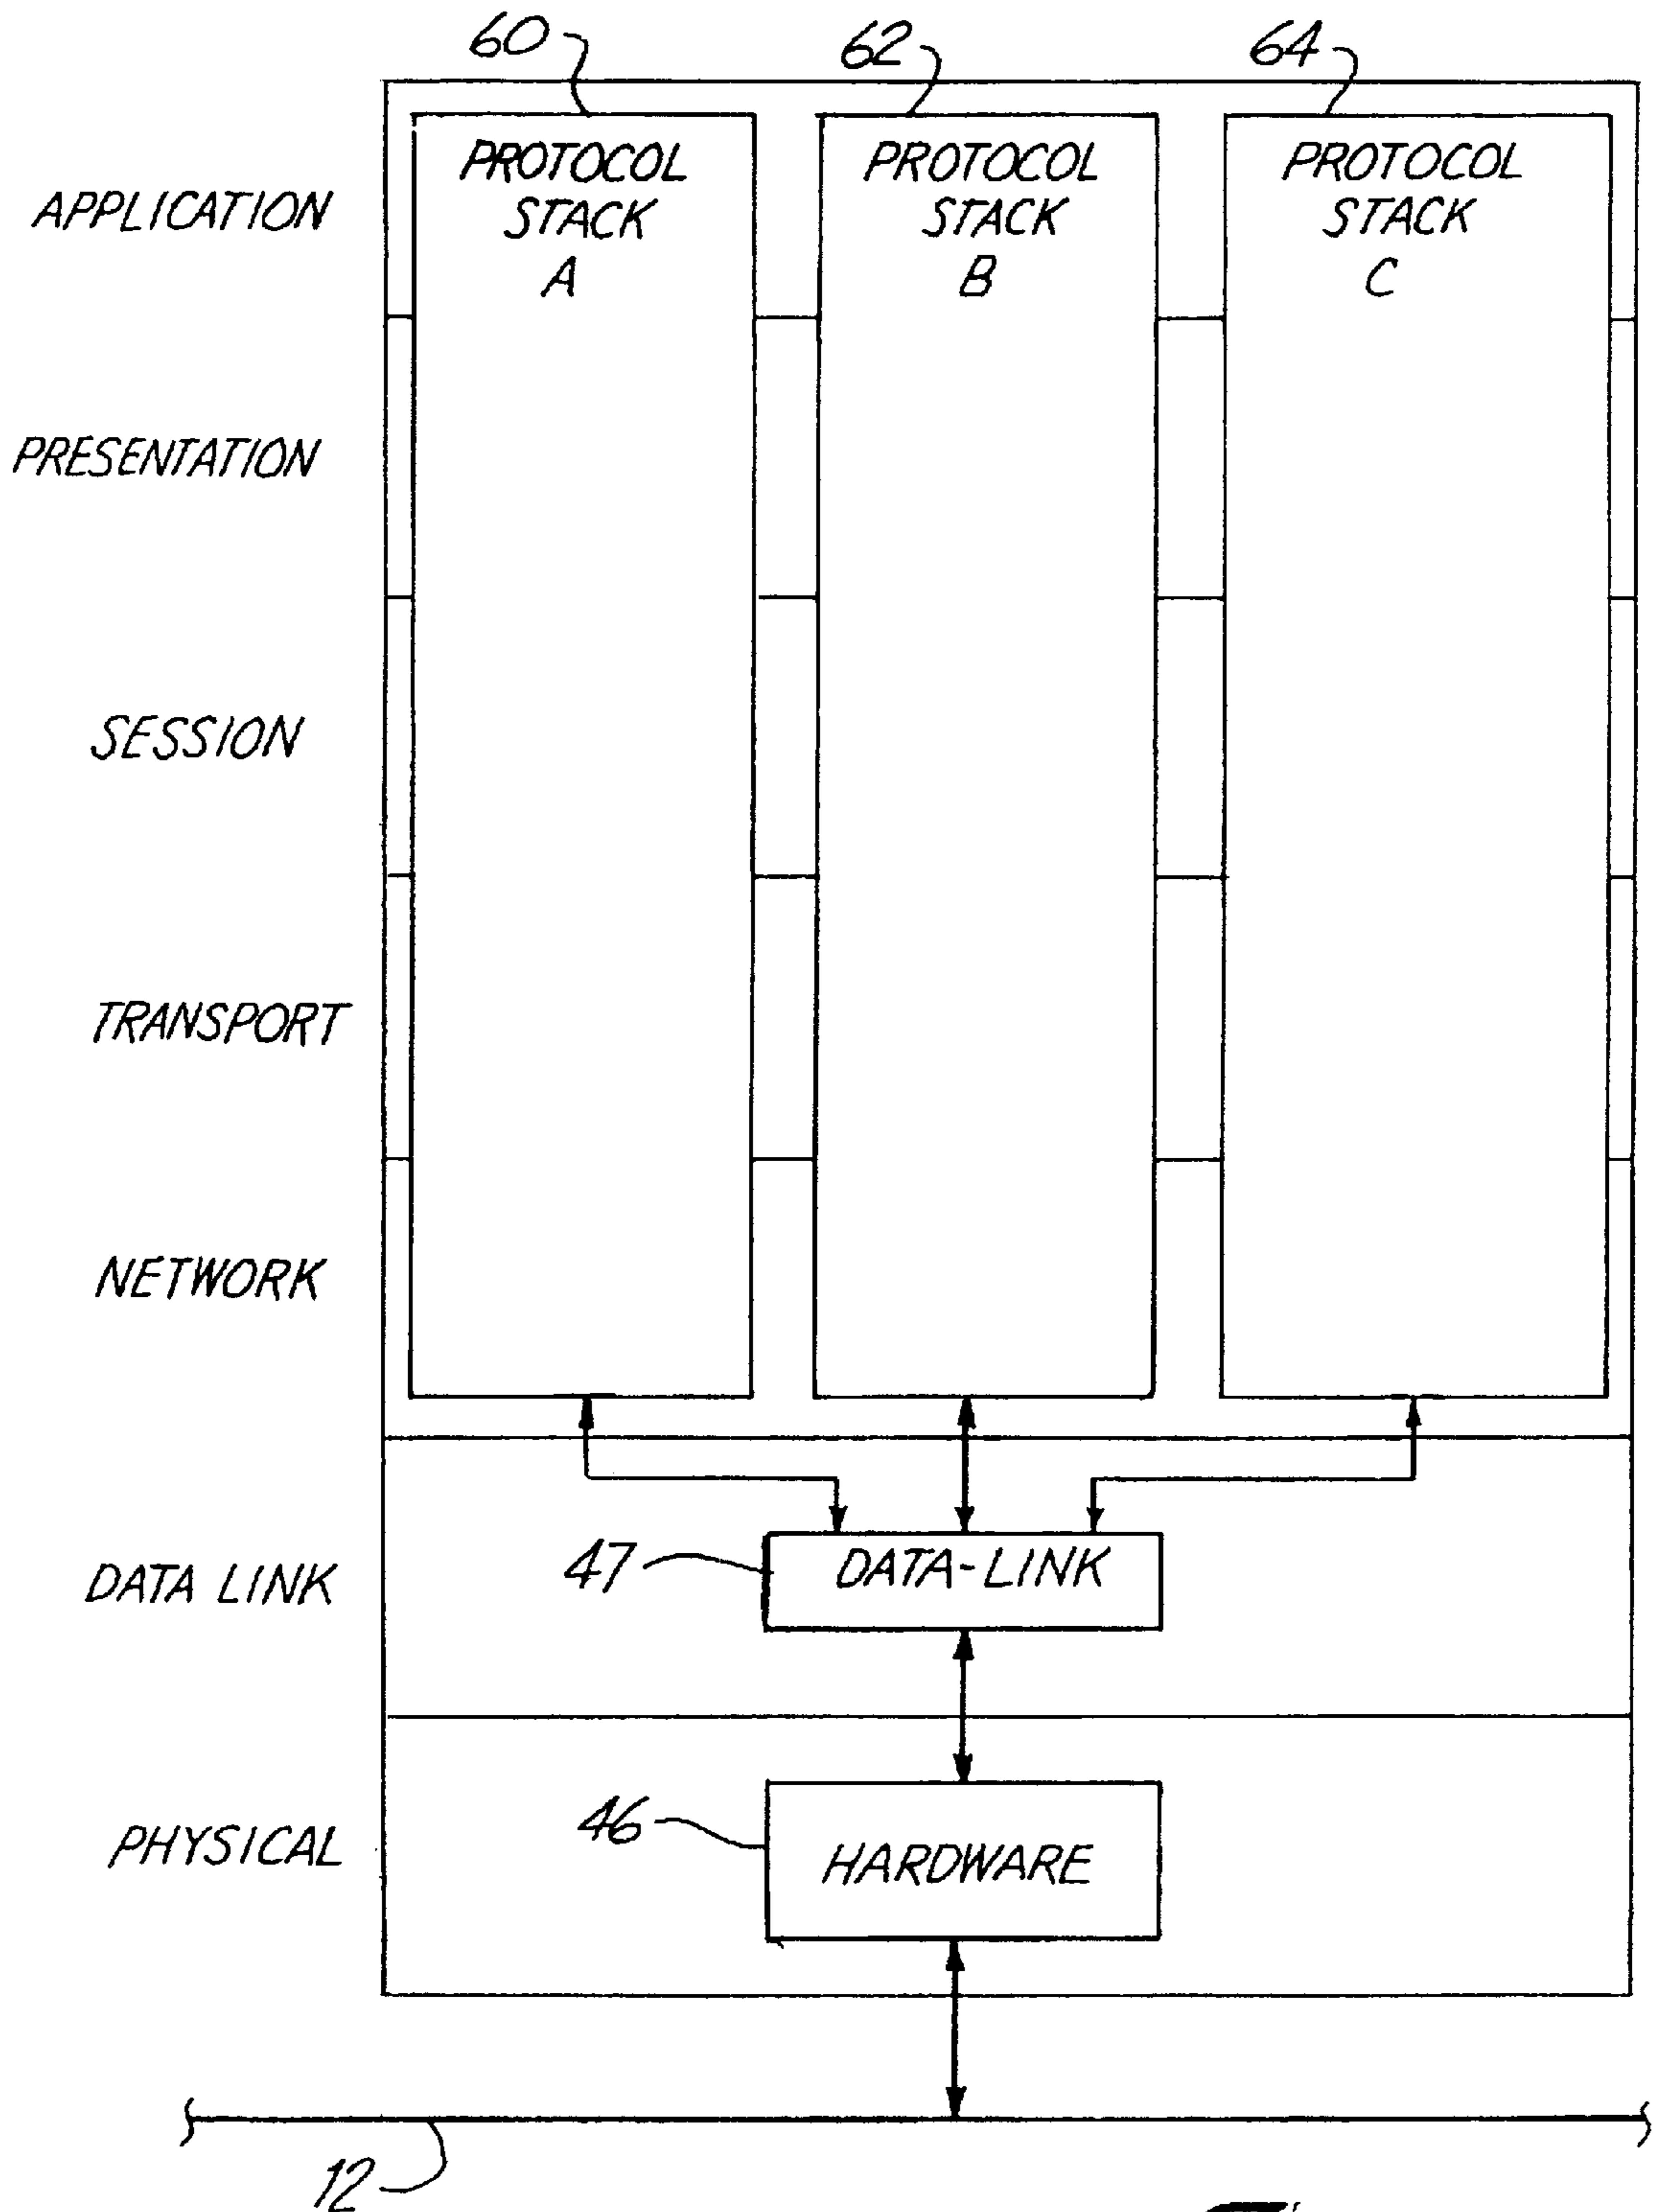 60
62
64
APPLICATION
PROTOCOL
STACK
A
PROTOCOL
STACK
B
PROTOCOL
STACK
C
PRESENTATION
SESSION
TRANSPORT
NETWORK
DATA LINK
47
DATA-LINK
PHYSICAL
46
HARDWARE
12